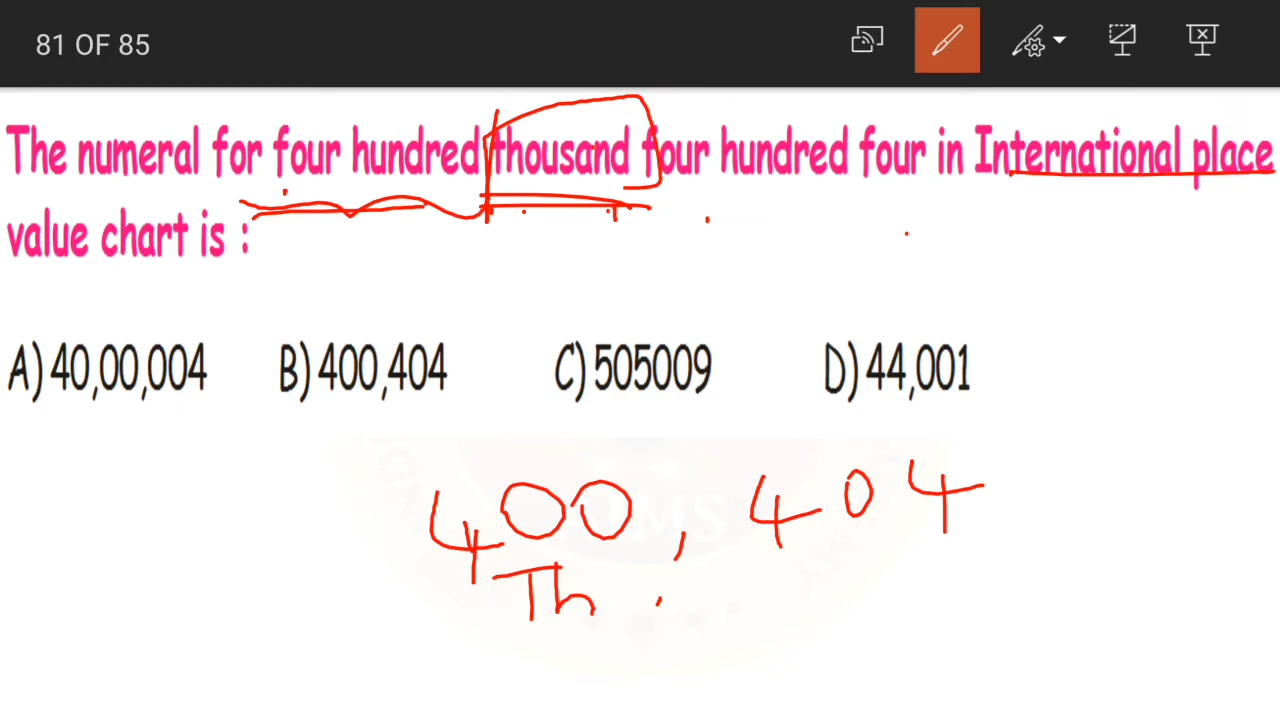 81 OF 85
The numeral for four hundred thousand four hundred four in International place
value chart is :
A) 40,00,004 B) 400,404 C) 505009 D) 44,001
400, 404
Th